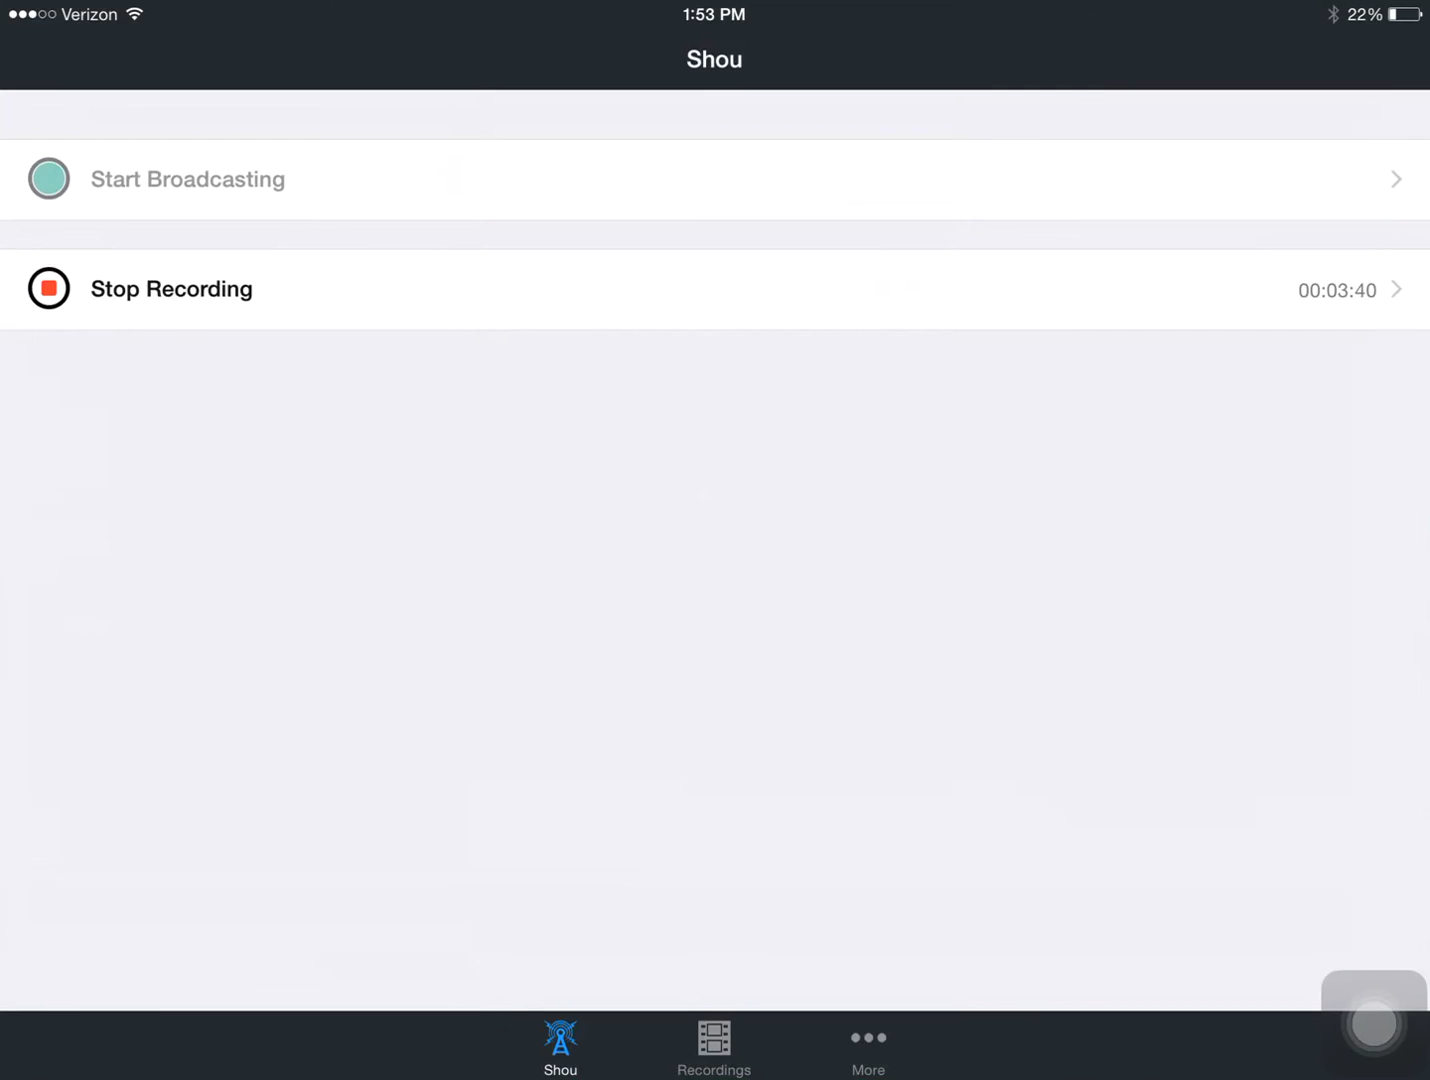 Verizon
1:53 PM
22%
Shou
Start Broadcasting
Stop Recording
00:03:40
Shou
Recordings
More